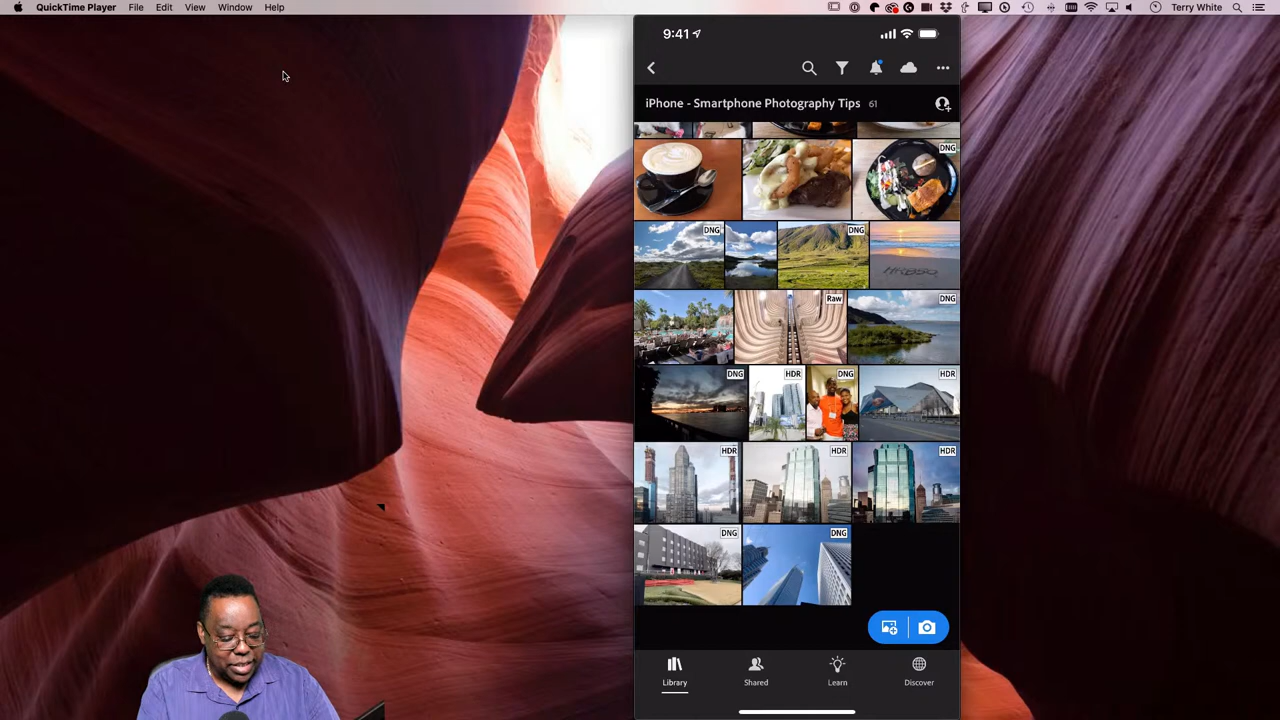 QuickTime Player File Edit View Window Help Terry White
9:41
iPhone - Smartphone Photography Tips 61
DNG
DNG DNG
Raw DNG
DNG HDR DNG HDR
HDR HDR HDR
DNG DNG
Library Shared Learn Discover